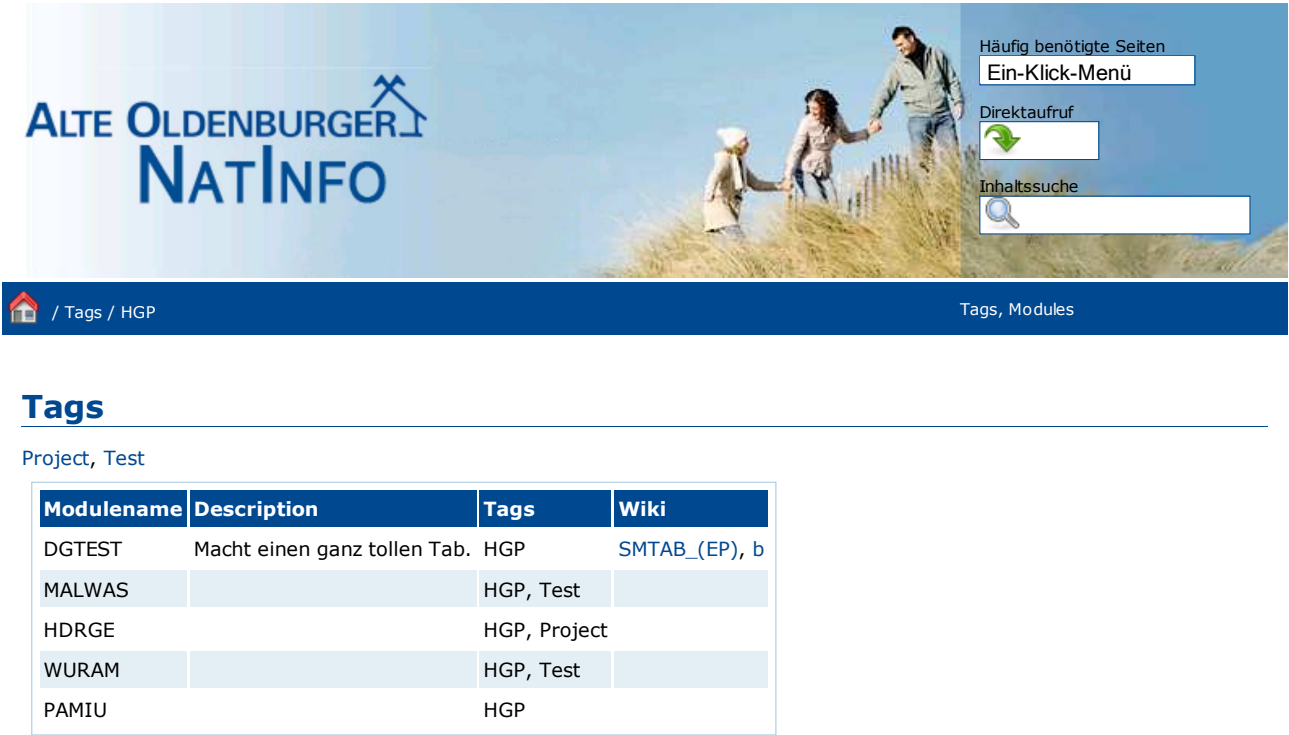 ALTE OLDENBURGER
NATINFO
Häufig benötigte Seiten
Ein-Klick-Menü
Direktaufruf
Inhaltssuche
/ Tags / HGP
Tags, Modules
Tags
Project, Test
Modulename Description Tags Wiki
DGTEST Macht einen ganz tollen Tab. HGP SMTAB_(EP), b
MALWAS HGP, Test
HDRGE HGP, Project
WURAM HGP, Test
PAMIU HGP